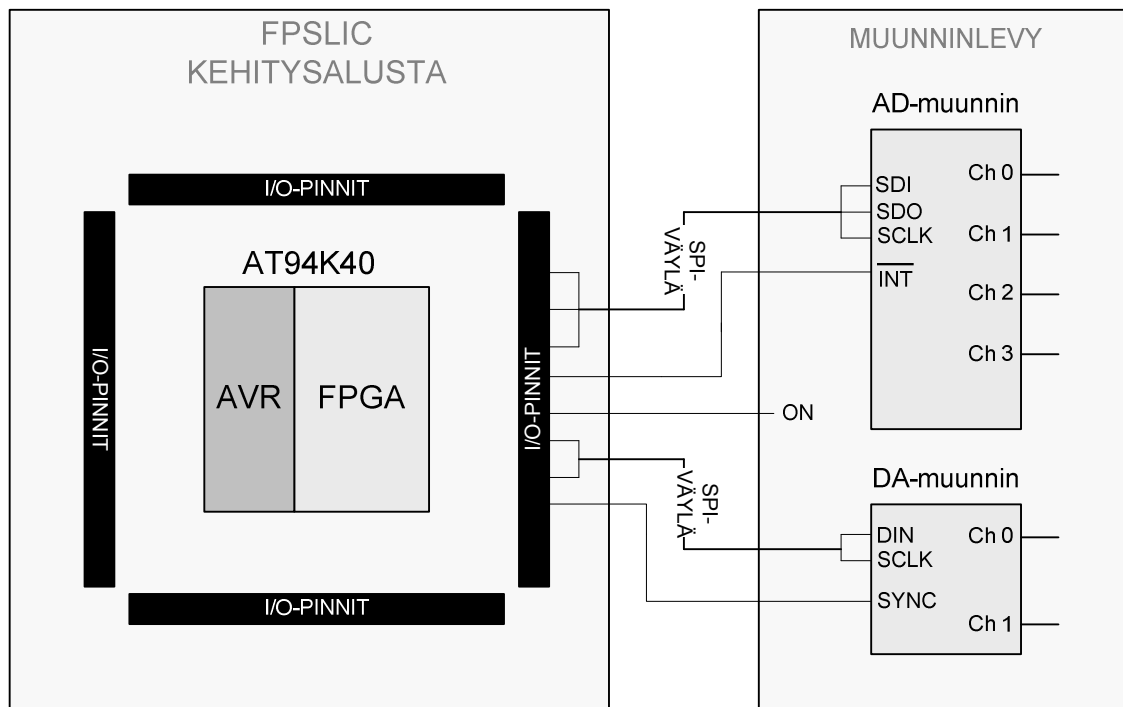 FPSLIC
KEHITYSALUSTA
I/O-PINNIT
I/O-PINNIT
AT94K40
AVR
FPGA
I/O-PINNIT
I/O-PINNIT
SPI-
VÄYLÄ
ON
SPI-
VÄYLÄ
MUUNNINLEVY
AD-muunnin
SDI
SDO
SCLK
INT
Ch 0
Ch 1
Ch 2
Ch 3
DA-muunnin
DIN
SCLK
SYNC
Ch 0
Ch 1